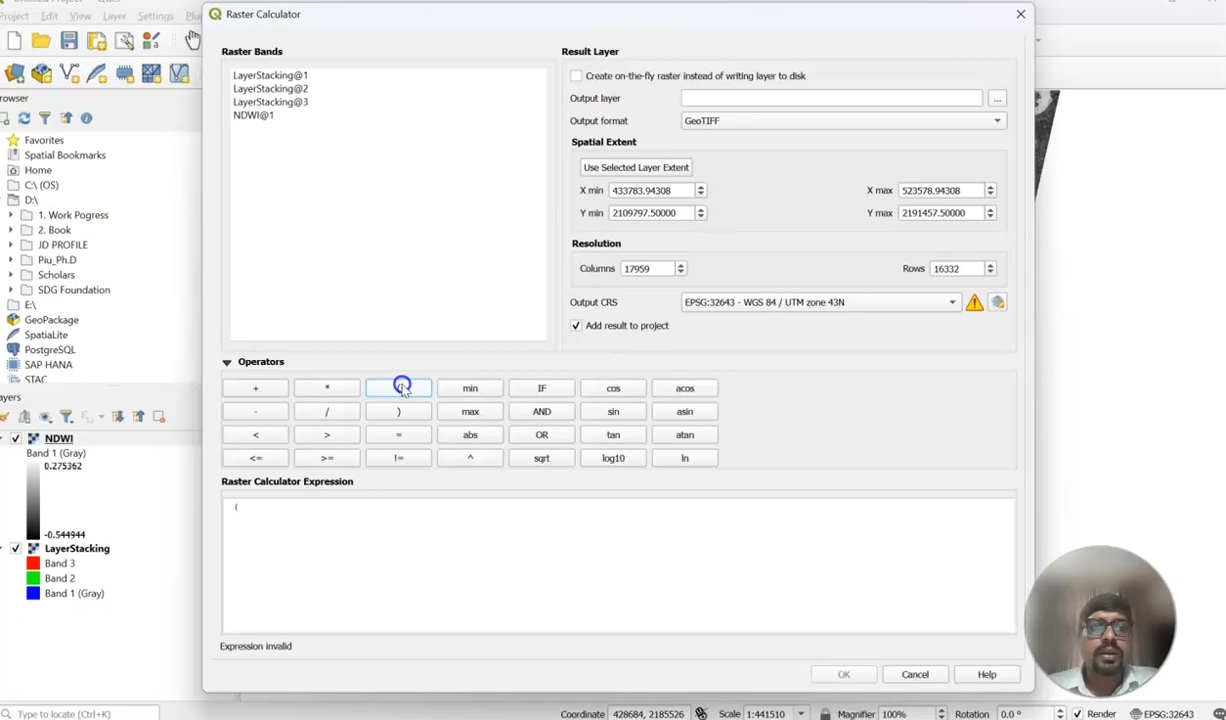 Project Edit View Layer Settings
Raster Calculator
Raster Bands
LayerStacking@1
LayerStacking@2
LayerStacking@3
NDWI@1
Result Layer
Create on-the-fly raster instead of writing layer to disk
Output layer
...
Output format
GeoTIFF
Spatial Extent
Use Selected Layer Extent
X min 433783.94308 X max 523578.94308
Y min 2109797.50000 Y max 2191457.50000
Resolution
Columns 17959 Rows 16332
Output CRS EPSG:32643 - WGS 84 / UTM zone 43N
Add result to project
Operators
+ * ( min IF cos acos
- / ) max AND sin asin
< > = abs OR tan atan
<= >= != ^ sqrt log10 ln
Raster Calculator Expression
(
Expression invalid
OK Cancel Help
rowser
Favorites
Spatial Bookmarks
Home
C:\ (OS)
D:\
1. Work Pogress
2. Book
JD PROFILE
Piu_Ph.D
Scholars
SDG Foundation
E:\
GeoPackage
SpatiaLite
PostgreSQL
SAP HANA
STAC
ayers
NDWI
Band 1 (Gray)
0.275362
-0.544944
LayerStacking
Band 3
Band 2
Band 1 (Gray)
Type to locate (Ctrl+K)
Coordinate 428684, 2185526 Scale 1:441510 Magnifier 100% Rotation 0.0 ° Render EPSG:32643